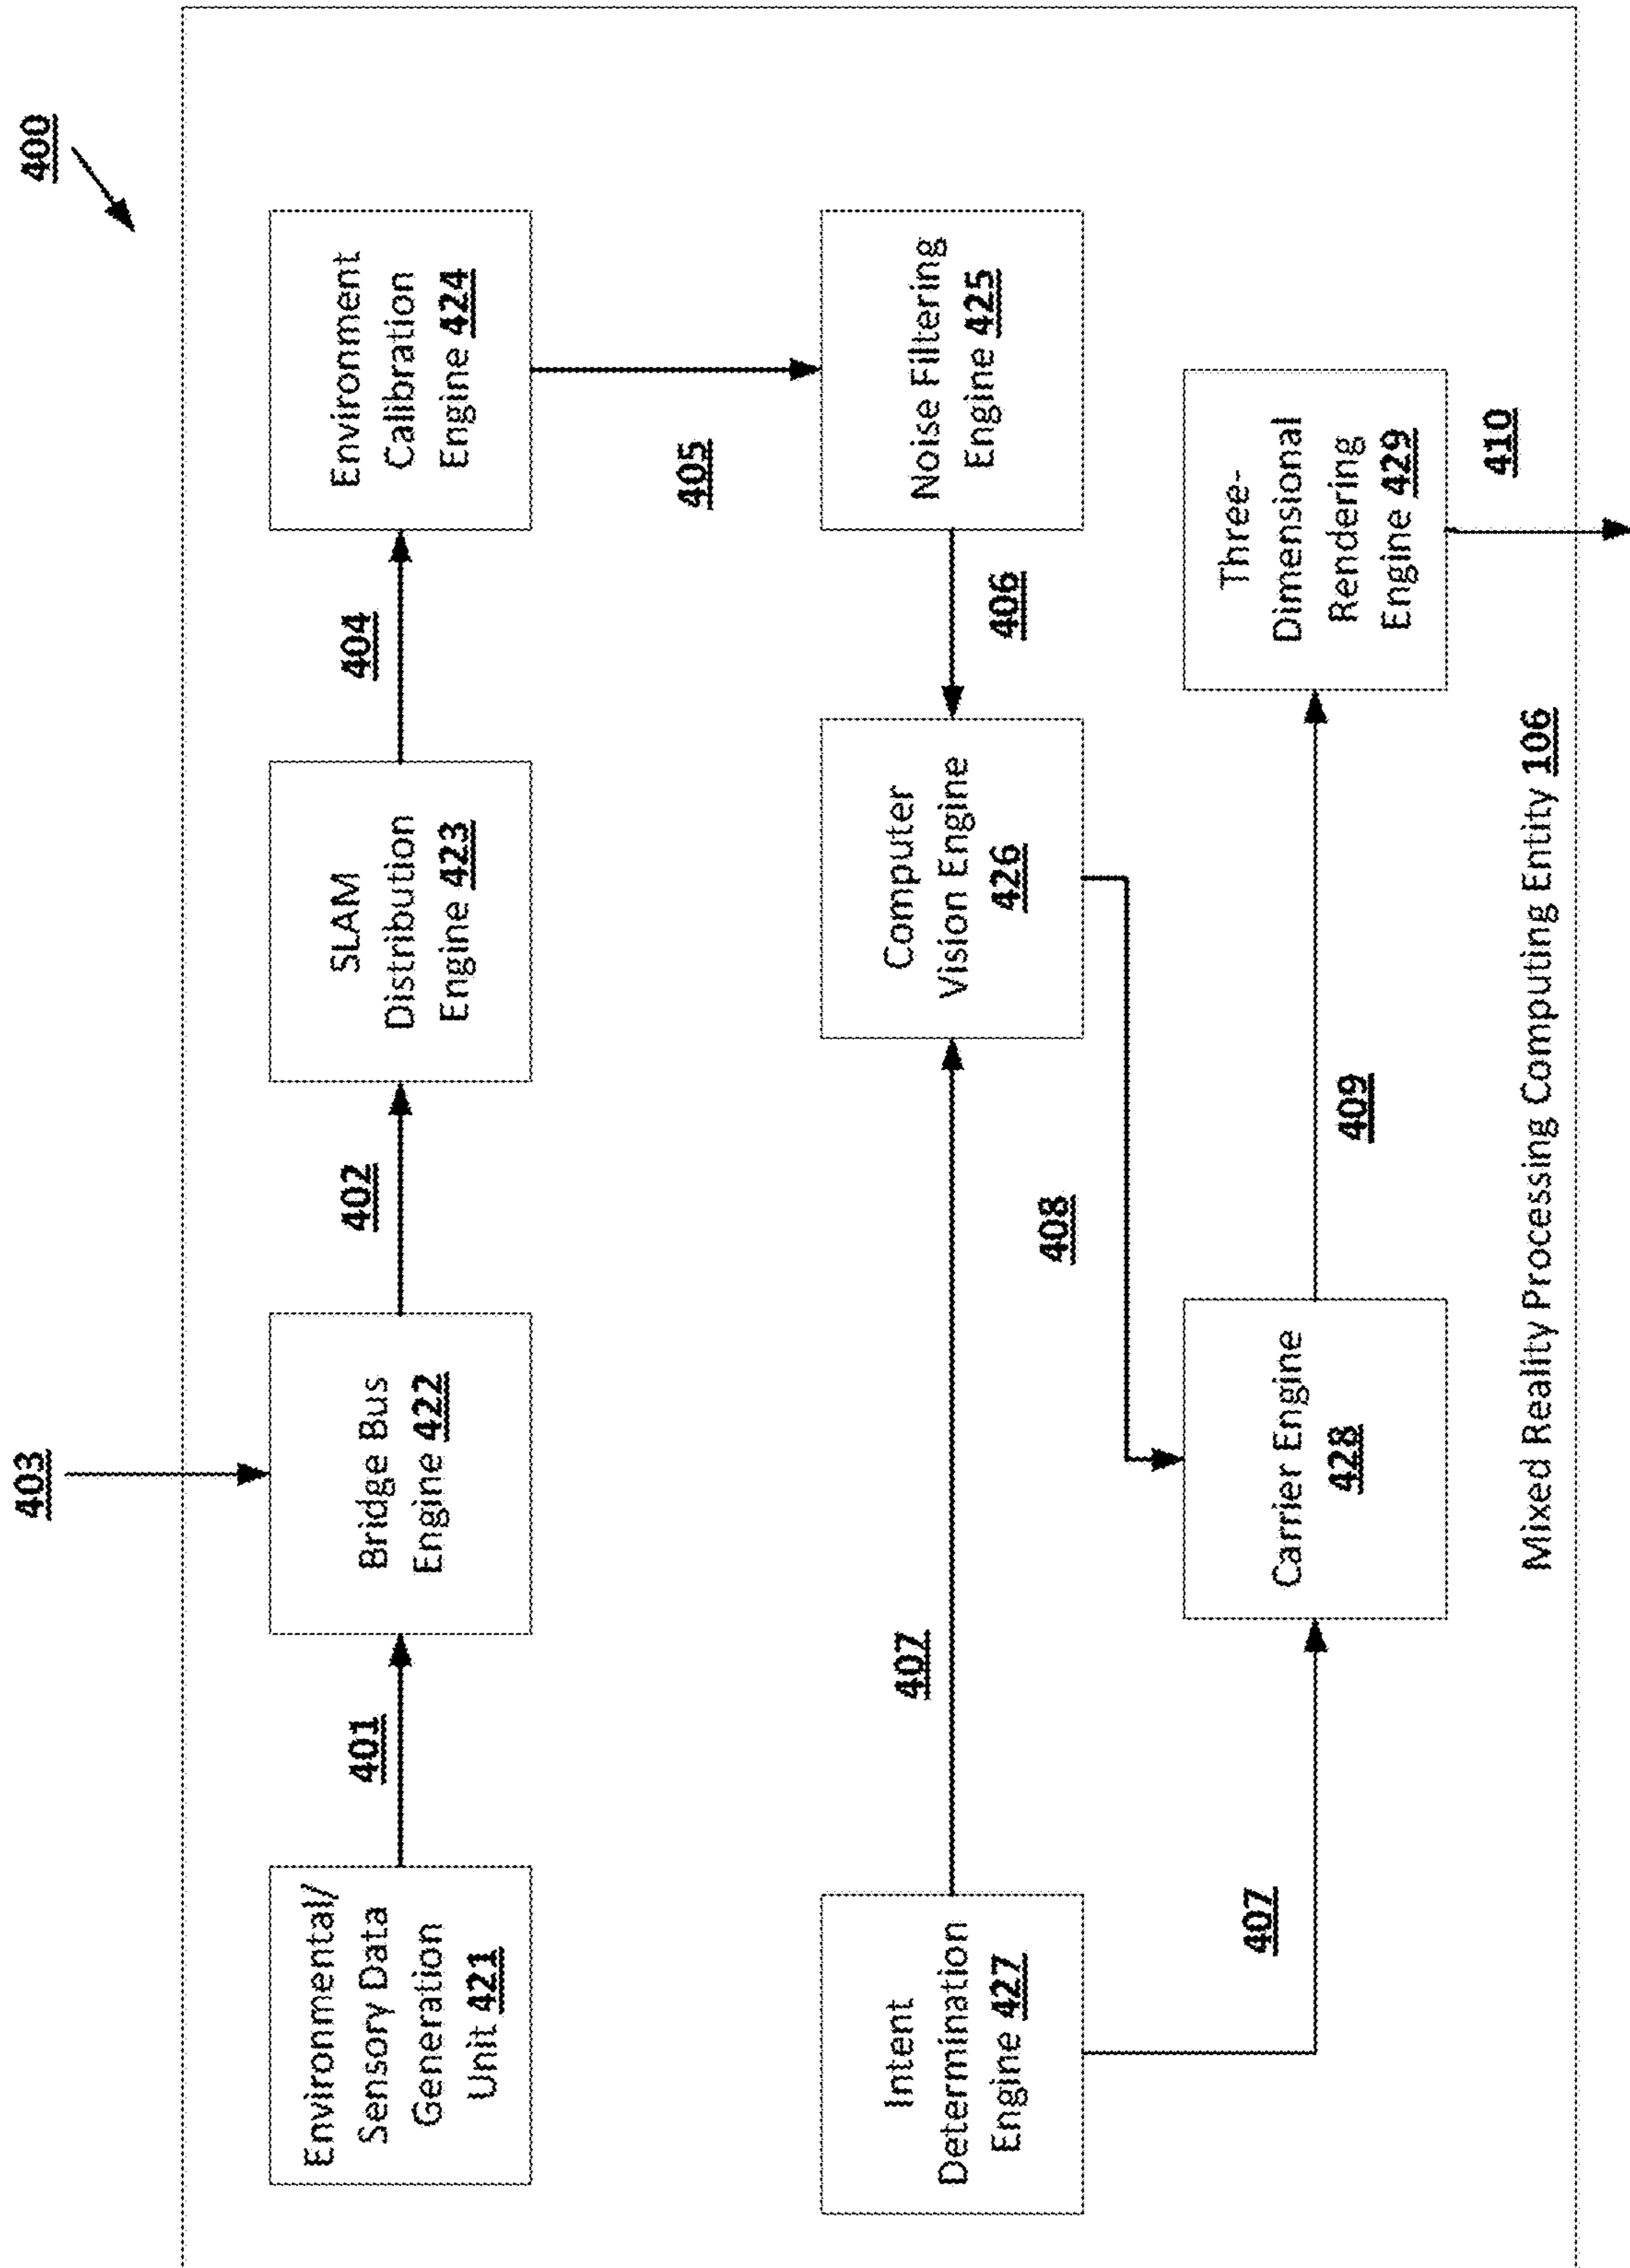 400
403
Environmental/
Sensory Data
Generation
Unit 421
401
Bridge Bus
Engine 422
402
SLAM
Distribution
Engine 423
404
Environment
Calibration
Engine 424
405
Intent
Determination
Engine 427
407
Computer
Vision Engine
426
406
Noise Filtering
Engine 425
408
407
Carrier Engine
428
409
Three-
Dimensional
Rendering
Engine 429
410
Mixed Reality Processing Computing Entity 106